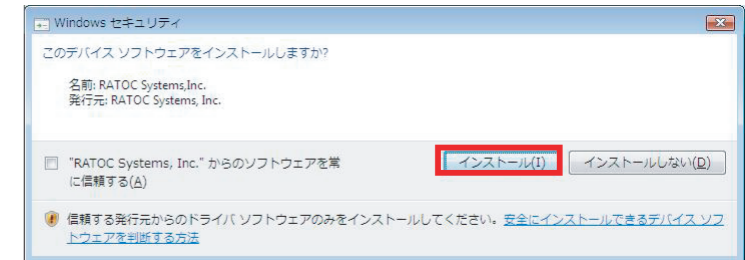 Windows セキュリティ
このデバイス ソフトウェアをインストールしますか?
名前: RATOC Systems,Inc.
発行元: RATOC Systems, Inc.
"RATOC Systems, Inc." からのソフトウェアを常
に信頼する(A)
インストール(I)
インストールしない(D)
信頼する発行元からのドライバ ソフトウェアのみをインストールしてください。安全にインストールできるデバイス ソフ
トウェアを判断する方法